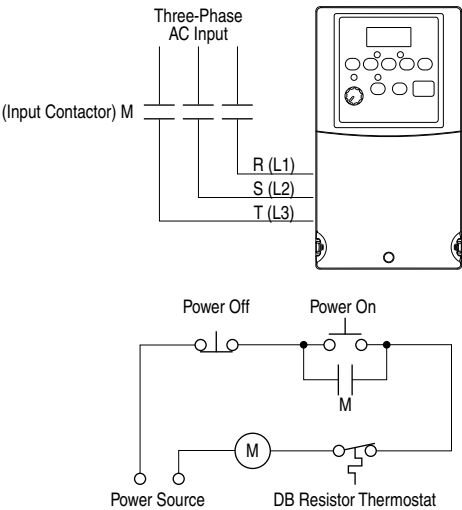 Three-Phase
AC Input
(Input Contactor) M
R (L1)
S (L2)
T (L3)
Power Off
Power On
M
M
Power Source
DB Resistor Thermostat